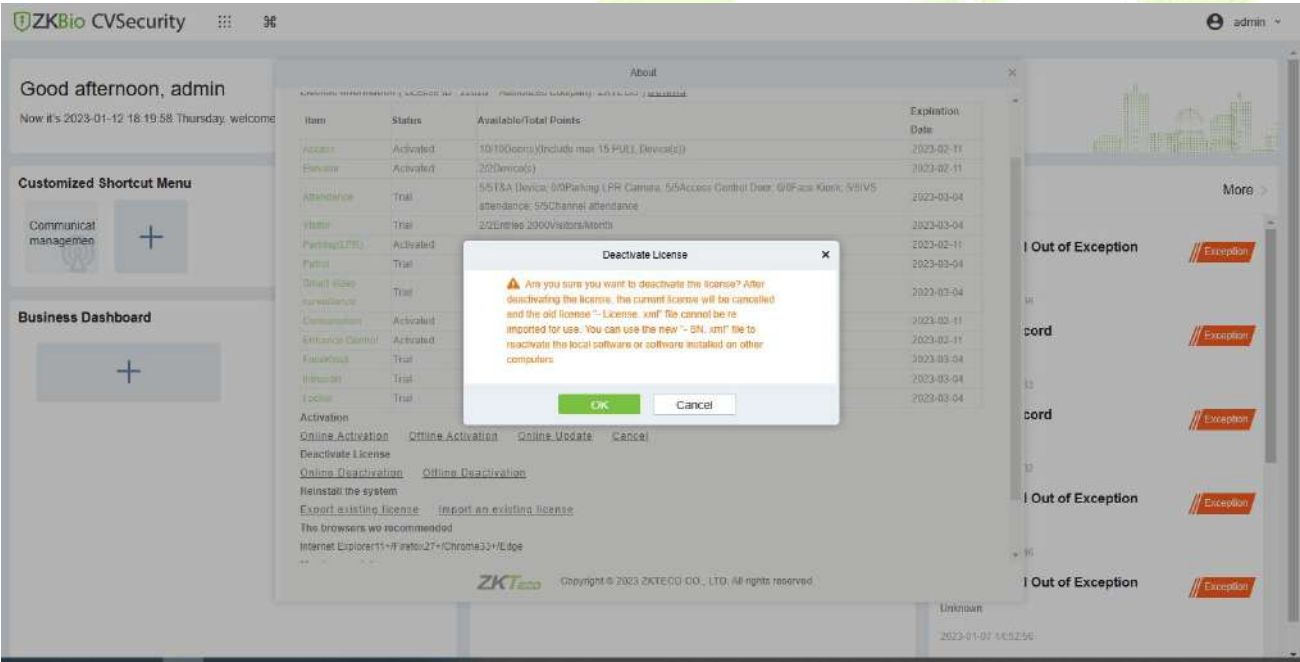 ZKBio CVSecurity
admin
Good afternoon, admin
Now it's 2023-01-12 18:19:58 Thursday, welcome
About
Item Status Available/Total Points Expiration Date
Access Activated 10/10Doors)(Include max 15 PULL Device(s)) 2023-02-11
Elevator Activated 2/2Device(s) 2023-02-11
Attendance Trial 5/5T&A Device; 0/0Parking LPR Camera; 5/5Access Control Door; 0/0Face Kiosk; 5/5IVS
attendance; 5/5Channel attendance 2023-03-04
Visitor Trial 2/2Entries 2000Visitors/Month 2023-03-04
Parking(LPR) Activated 2023-02-11
Patrol Trial 2023-03-04
Trial 2023-03-04
Activated 2023-02-11
Entrance Control Activated 2023-02-11
FaceKiosk Trial 2023-03-04
Intrusion Trial 2023-03-04
Locker Trial 2023-03-04
Customized Shortcut Menu
Communicat
managemen
Business Dashboard
Deactivate License
Are you sure you want to deactivate the license? After
deactivating the license, the current license will be cancelled
and the old license "- License. xml" file cannot be re
imported for use. You can use the new "- SN. xml" file to
reactivate the local software or software installed on other
computers
OK Cancel
Activation
Online Activation Offline Activation Online Update Cancel
Deactivate License
Online Deactivation Offline Deactivation
Reinstall the system
Export existing license Import an existing license
The browsers we recommended
Internet Explorer11+/Firefox27+/Chrome33+/Edge
ZKTeco Copyright © 2023 ZKTECO CO., LTD. All rights reserved
More
Out of Exception Exception
cord Exception
cord Exception
Out of Exception Exception
Out of Exception Exception
Unknown
2023-01-07 14:52:56